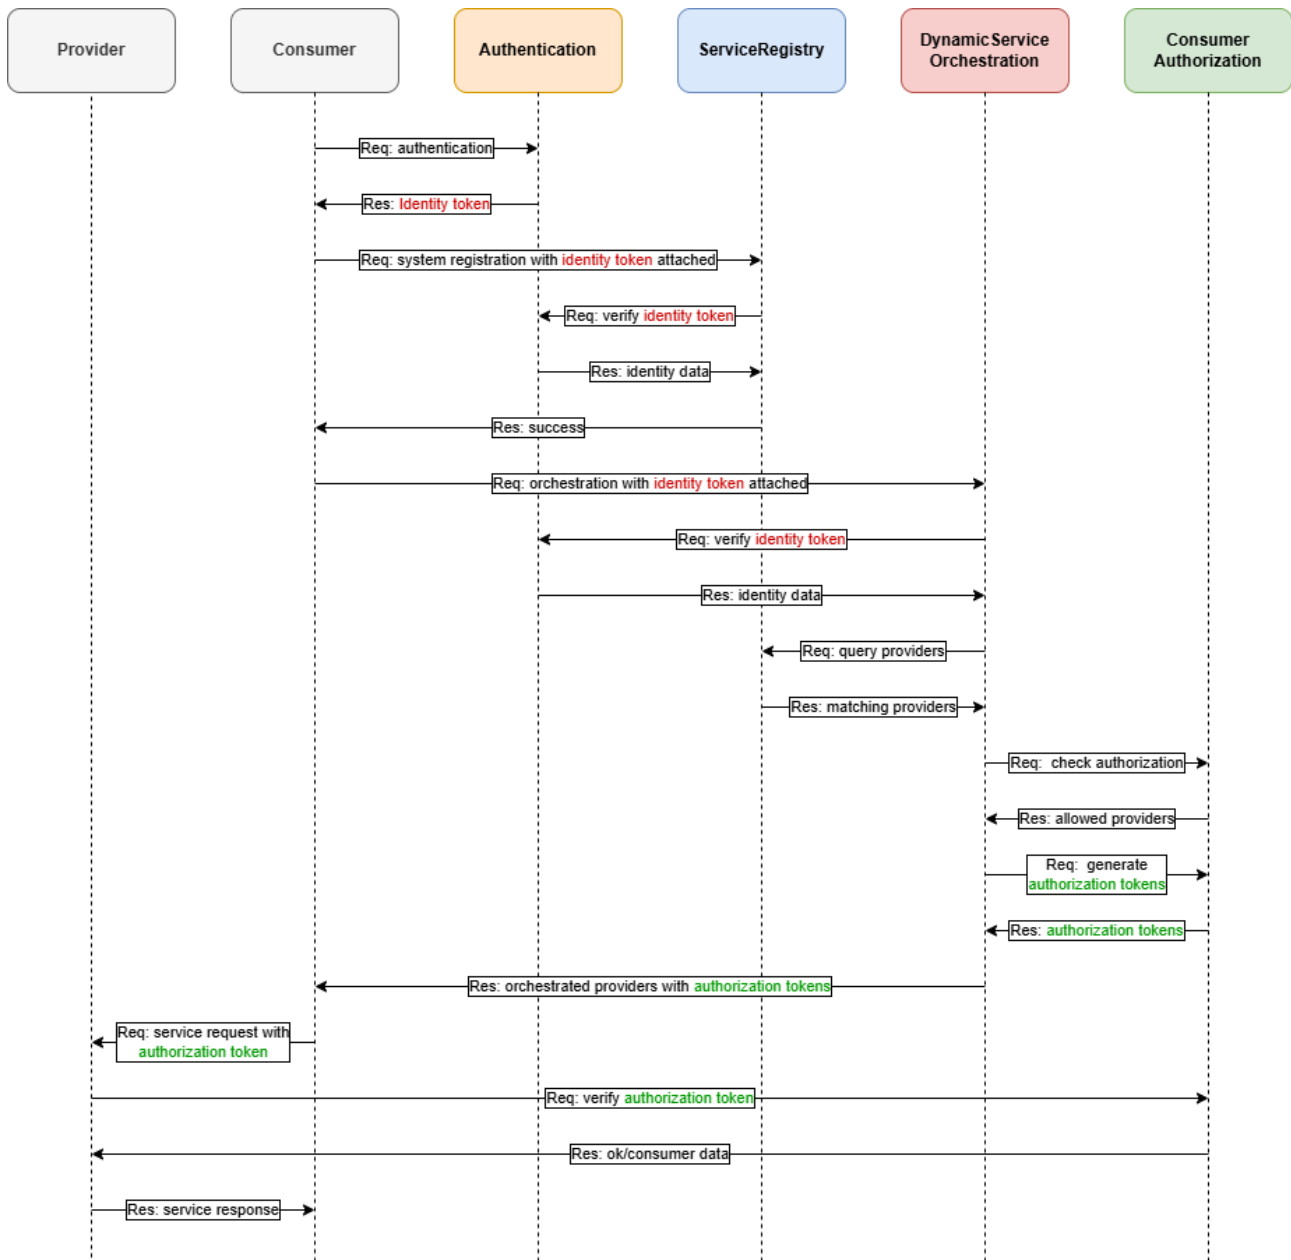 Provider
Consumer
Authentication
ServiceRegistry
DynamicService
Orchestration
Consumer
Authorization
Req: authentication
Res: Identity token
Req: system registration with identity token attached
Req: verify identity token
Res: identity data
Res: success
Req: orchestration with identity token attached
Req: verify identity token
Res: identity data
Req: query providers
Res: matching providers
Req: check authorization
Res: allowed providers
Req: generate
authorization tokens
Res: authorization tokens
Res: orchestrated providers with authorization tokens
Req: service request with
authorization token
Req: verify authorization token
Res: ok/consumer data
Res: service response